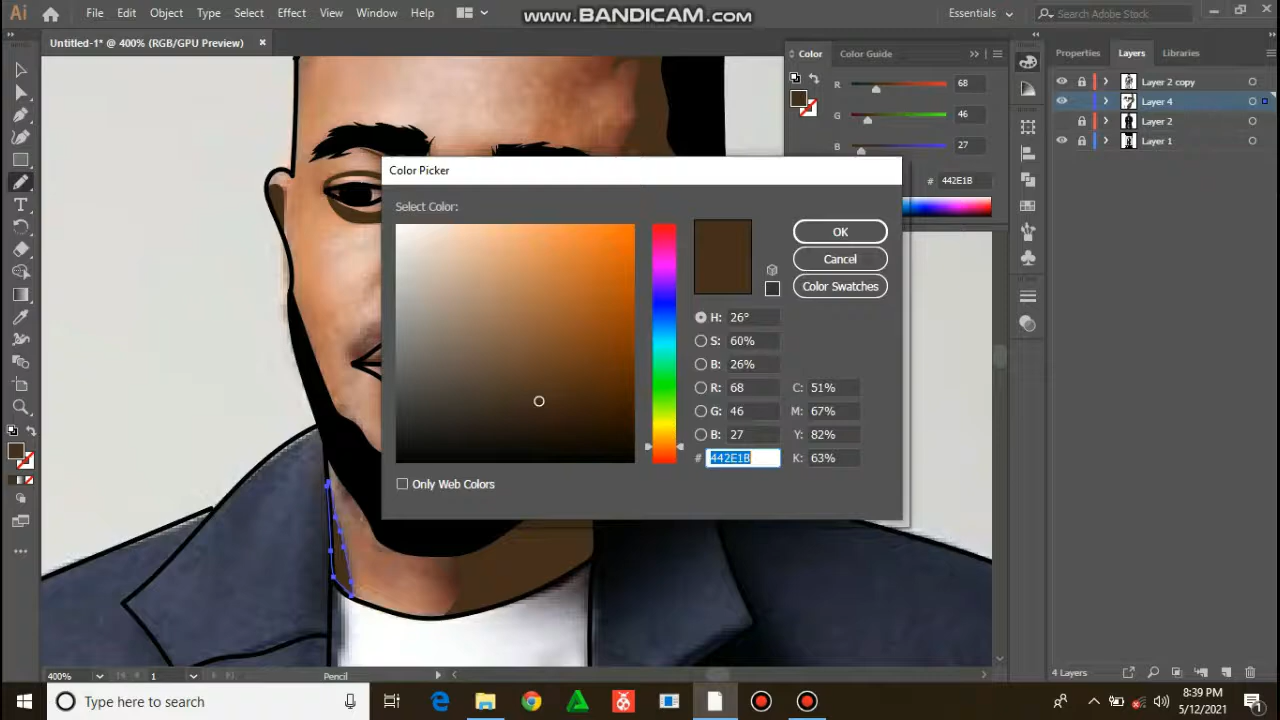 Ai File Edit Object Type Select Effect View Window Help www.BANDICAM.com Essentials Search Adobe Stock
Untitled-1* @ 400% (RGB/GPU Preview) Color Color Guide Properties Layers Libraries
R 68
G 46
B 27
# 442E1B
Layer 2 copy
Layer 4
Layer 2
Layer 1
Color Picker
Select Color:
OK
Cancel
Color Swatches
H: 26°
S: 60%
B: 26%
R: 68 C: 51%
G: 46 M: 67%
B: 27 Y: 82%
# 442E1B K: 63%
Only Web Colors
400% 1 Pencil 4 Layers
Type here to search
8:39 PM
5/12/2021